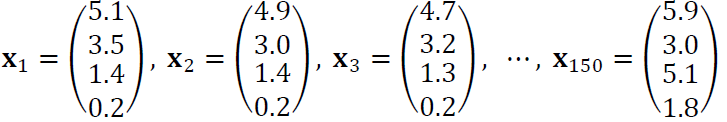 x₁ = (5.1 3.5 1.4 0.2), x₂ = (4.9 3.0 1.4 0.2), x₃ = (4.7 3.2 1.3 0.2), ⋯, x₁₅₀ = (5.9 3.0 5.1 1.8)